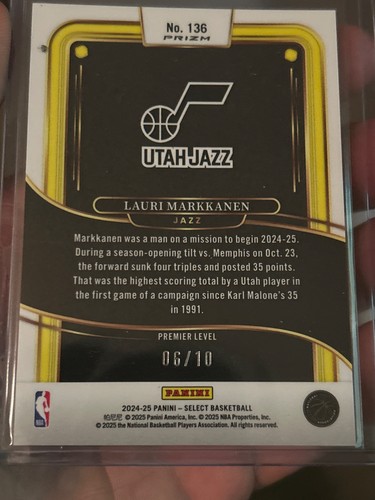 No. 136
PRIZM
UTAH JAZZ
LAURI MARKKANEN
JAZZ
Markkanen was a man on a mission to begin 2024-25.
During a season-opening tilt vs. Memphis on Oct. 23,
the forward sunk four triples and posted 35 points.
That was the highest scoring total by a Utah player in
the first game of a campaign since Karl Malone's 35
in 1991.
PREMIER LEVEL
06/10
PANINI
2024-25 PANINI – SELECT BASKETBALL
帕尼尼 © 2025 Panini America, Inc. © 2025 NBA Properties, Inc.
© 2025 the National Basketball Players Association. All rights reserved.